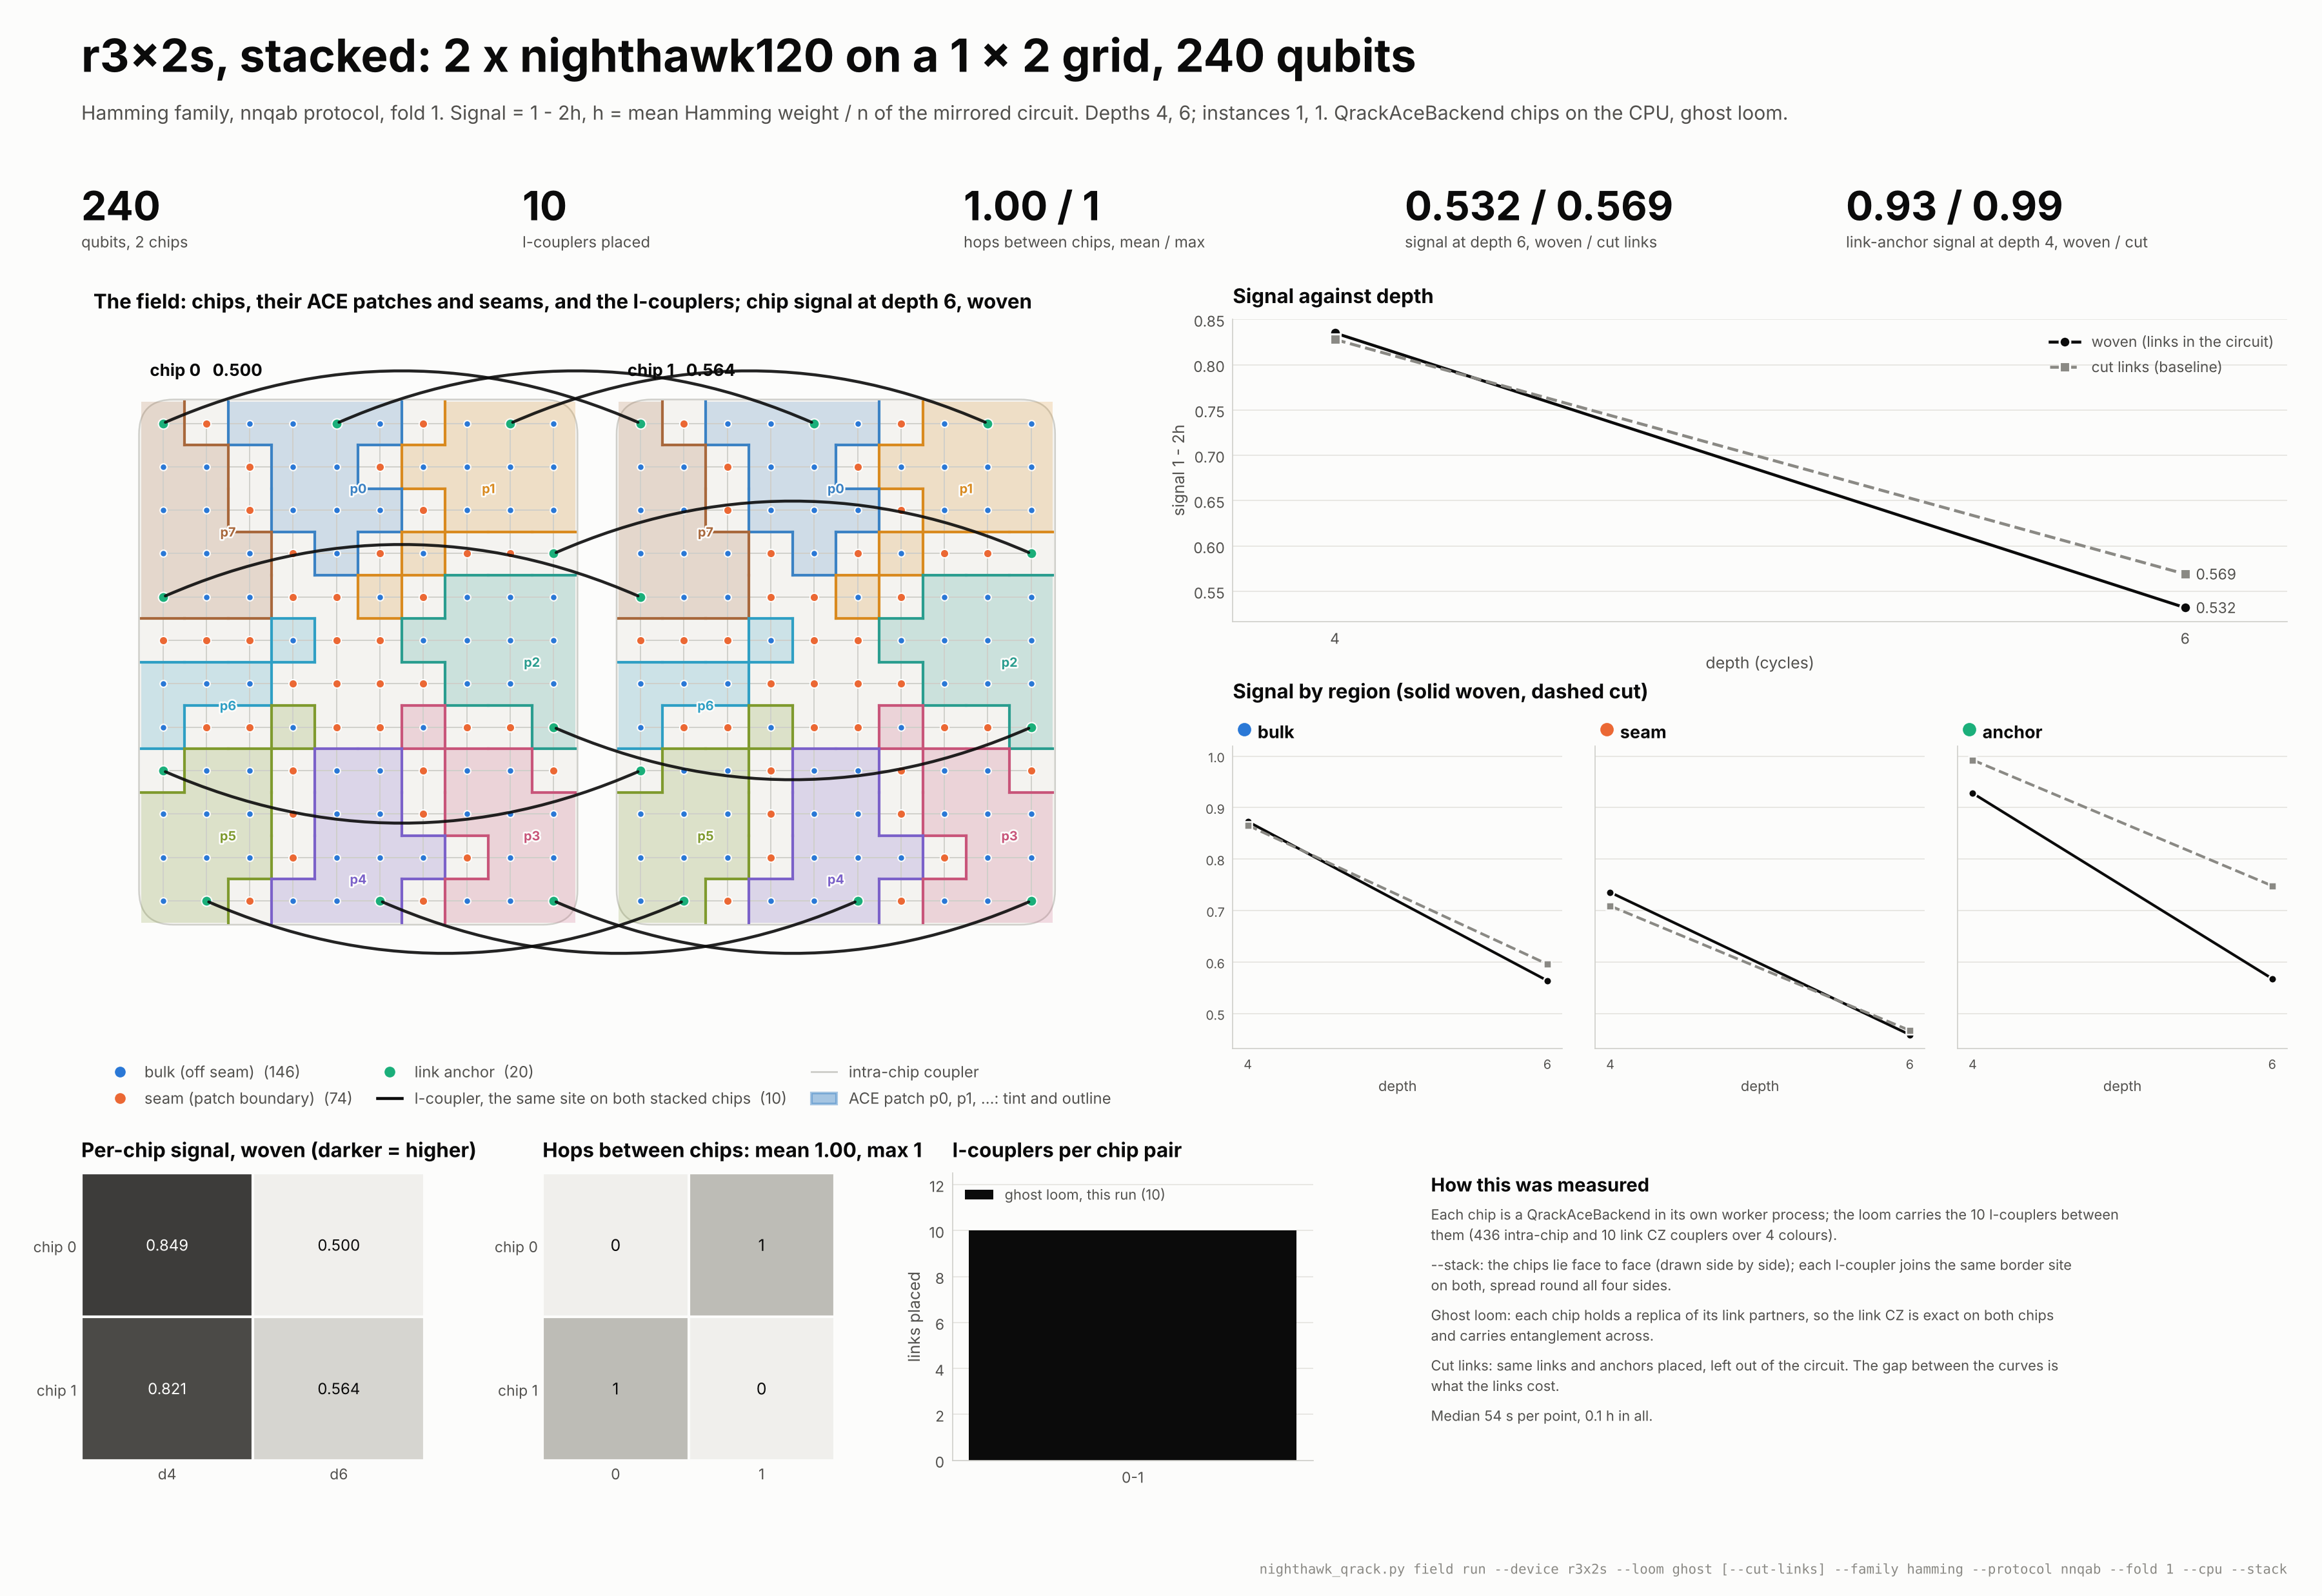 r3×2s, stacked: 2 x nighthawk120 on a 1 × 2 grid, 240 qubits
Hamming family, nnqab protocol, fold 1. Signal = 1 - 2h, h = mean Hamming weight / n of the mirrored circuit. Depths 4, 6; instances 1, 1. QrackAceBackend chips on the CPU, ghost loom.
240
qubits, 2 chips
10
l-couplers placed
1.00 / 1
hops between chips, mean / max
0.532 / 0.569
signal at depth 6, woven / cut links
0.93 / 0.99
link-anchor signal at depth 4, woven / cut
The field: chips, their ACE patches and seams, and the l-couplers; chip signal at depth 6, woven
chip 0 0.500
chip 1 0.564
p0
p1
p0
p1
p7
p7
p2
p2
p6
p6
p5
p3
p5
p3
p4
p4
bulk (off seam) (146)
link anchor (20)
intra-chip coupler
seam (patch boundary) (74)
l-coupler, the same site on both stacked chips (10)
ACE patch p0, p1, ...: tint and outline
Signal against depth
0.85
0.80
0.75
0.70
0.65
0.60
0.55
signal 1 - 2h
woven (links in the circuit)
cut links (baseline)
0.569
0.532
4
6
depth (cycles)
Signal by region (solid woven, dashed cut)
bulk
seam
anchor
1.0
0.9
0.8
0.7
0.6
0.5
4
6
4
6
4
6
depth
depth
depth
Per-chip signal, woven (darker = higher)
chip 0
0.849
0.500
chip 1
0.821
0.564
d4
d6
Hops between chips: mean 1.00, max 1
chip 0
0
1
chip 1
1
0
0
1
l-couplers per chip pair
ghost loom, this run (10)
12
10
8
6
4
2
0
links placed
0-1
How this was measured
Each chip is a QrackAceBackend in its own worker process; the loom carries the 10 l-couplers between
them (436 intra-chip and 10 link CZ couplers over 4 colours).
--stack: the chips lie face to face (drawn side by side); each l-coupler joins the same border site
on both, spread round all four sides.
Ghost loom: each chip holds a replica of its link partners, so the link CZ is exact on both chips
and carries entanglement across.
Cut links: same links and anchors placed, left out of the circuit. The gap between the curves is
what the links cost.
Median 54 s per point, 0.1 h in all.
nighthawk_qrack.py field run --device r3x2s --loom ghost [--cut-links] --family hamming --protocol nnqab --fold 1 --cpu --stack